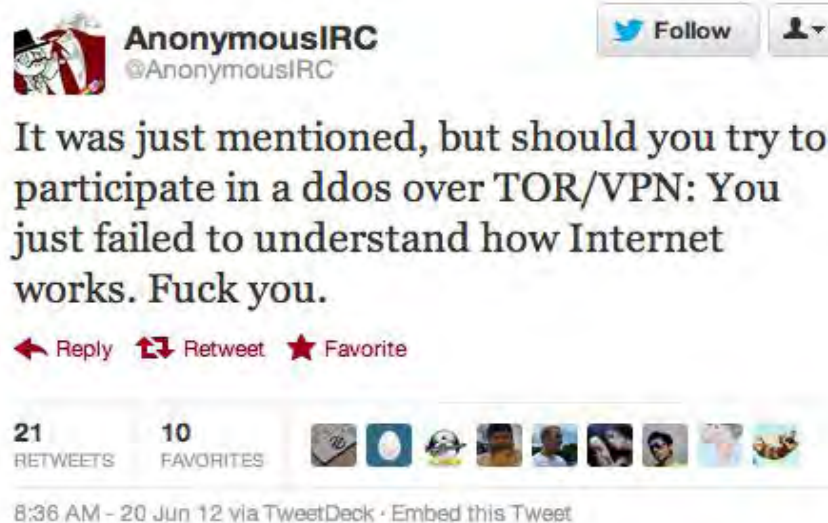 AnonymousIRC
@AnonymousIRC
Follow
It was just mentioned, but should you try to
participate in a ddos over TOR/VPN: You
just failed to understand how Internet
works. Fuck you.
Reply Retweet Favorite
21 10
RETWEETS FAVORITES
8:36 AM - 20 Jun 12 via TweetDeck · Embed this Tweet